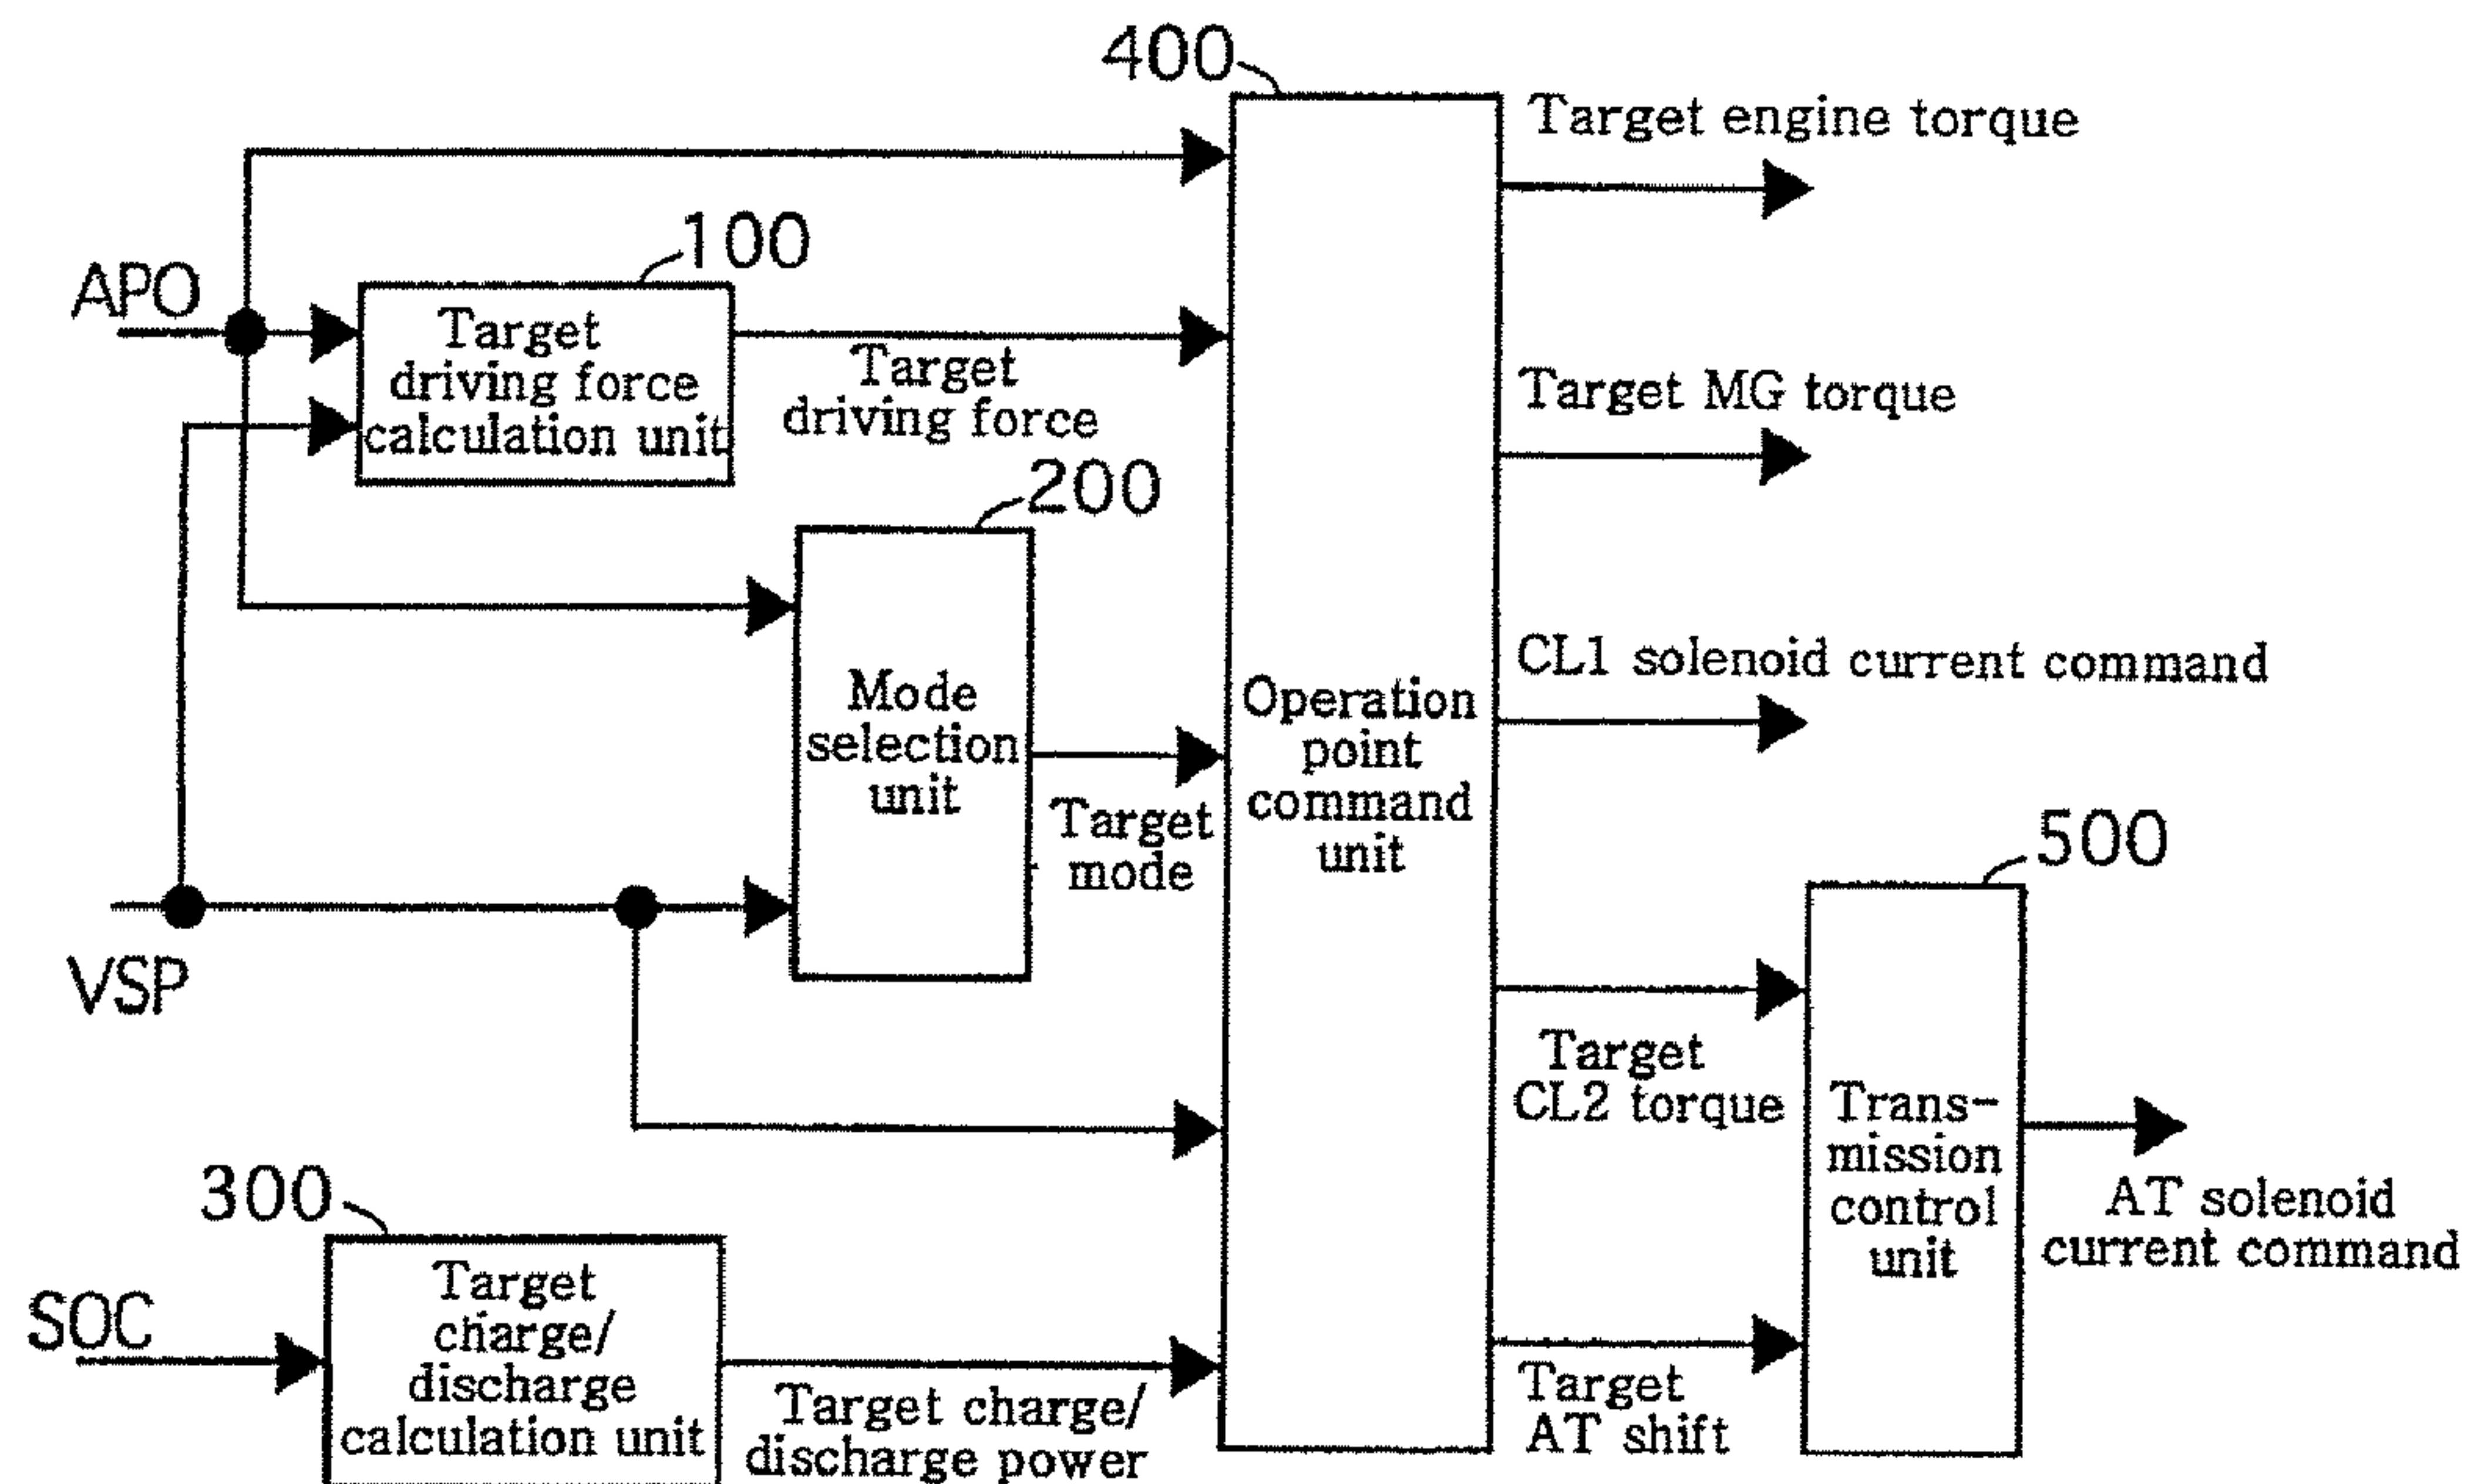 400
Target engine torque
100
APO
Target
driving force
calculation unit
Target
driving force
Target MG torque
200
Mode
selection
unit
Target
mode
Operation
point
command
unit
CL1 solenoid current command
500
VSP
Target
CL2 torque
Trans-
mission
control
unit
AT solenoid
current command
300
SOC
Target
charge/
discharge
calculation unit
Target charge/
discharge power
Target
AT shift